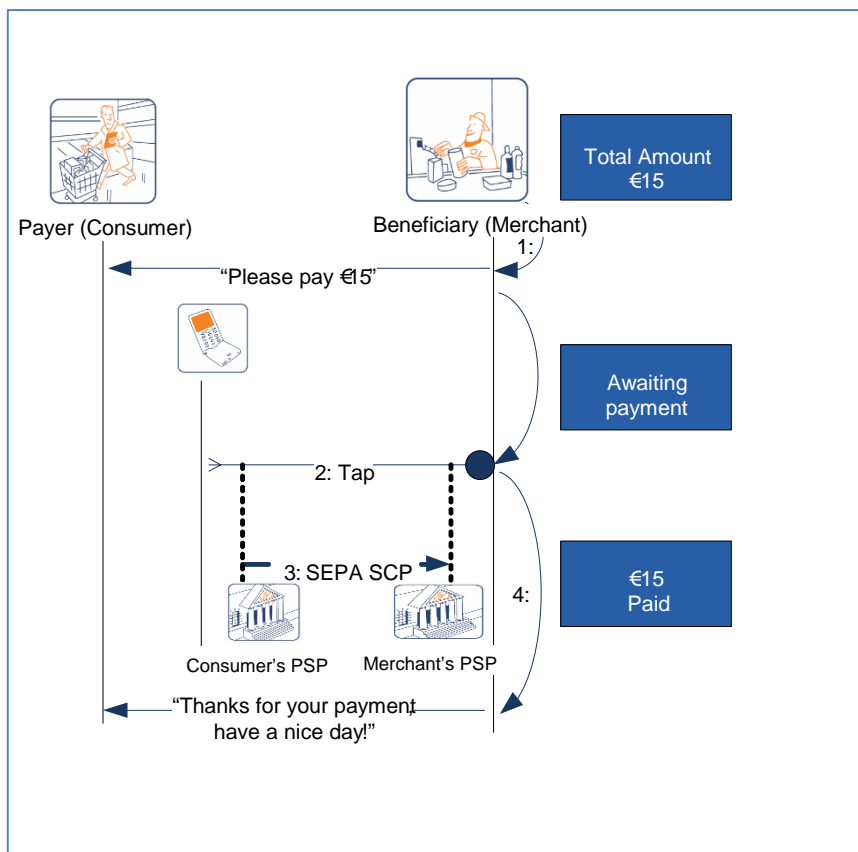 Total Amount
€15
Payer (Consumer)
Beneficiary (Merchant)
1:
“Please pay €15”
Awaiting
payment
2: Tap
3: SEPA SCP
4:
€15
Paid
Consumer’s PSP
Merchant’s PSP
“Thanks for your payment,
have a nice day!”